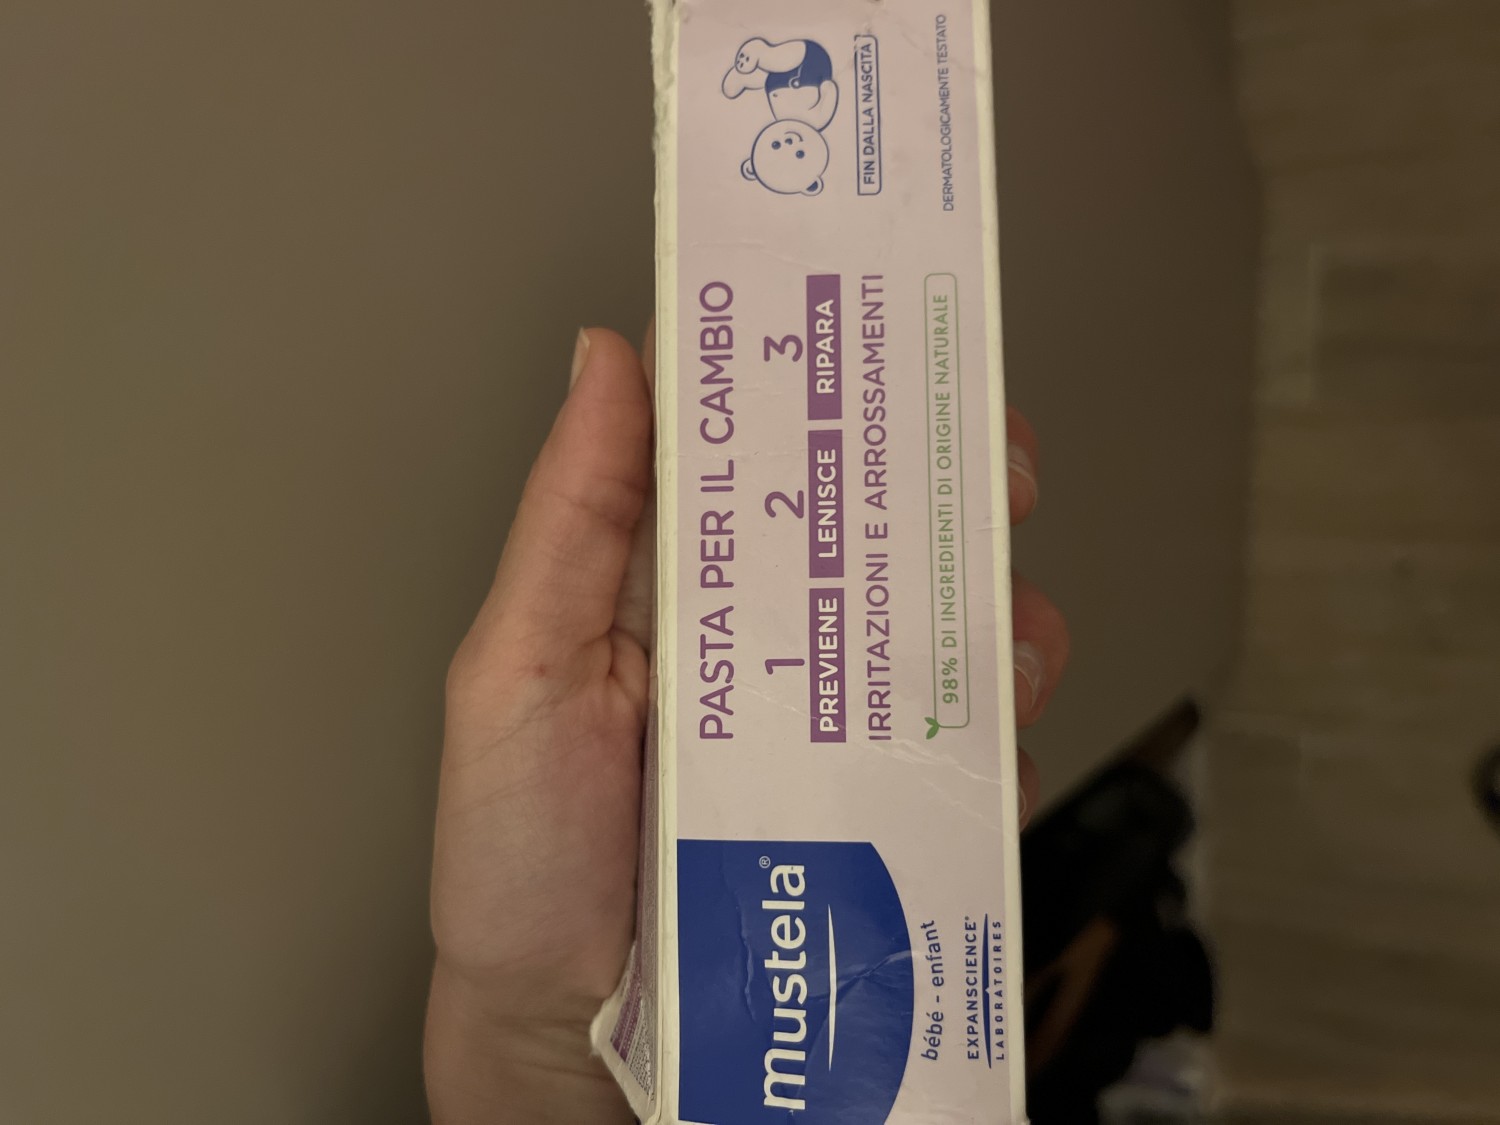 mustela®
bébé - enfant
EXPANSCIENCE®
LABORATOIRES
PASTA PER IL CAMBIO
1 2 3
PREVIENE LENISCE RIPARA
IRRITAZIONI E ARROSSAMENTI
98% DI INGREDIENTI DI ORIGINE NATURALE
FIN DALLA NASCITA
DERMATOLOGICAMENTE TESTATO